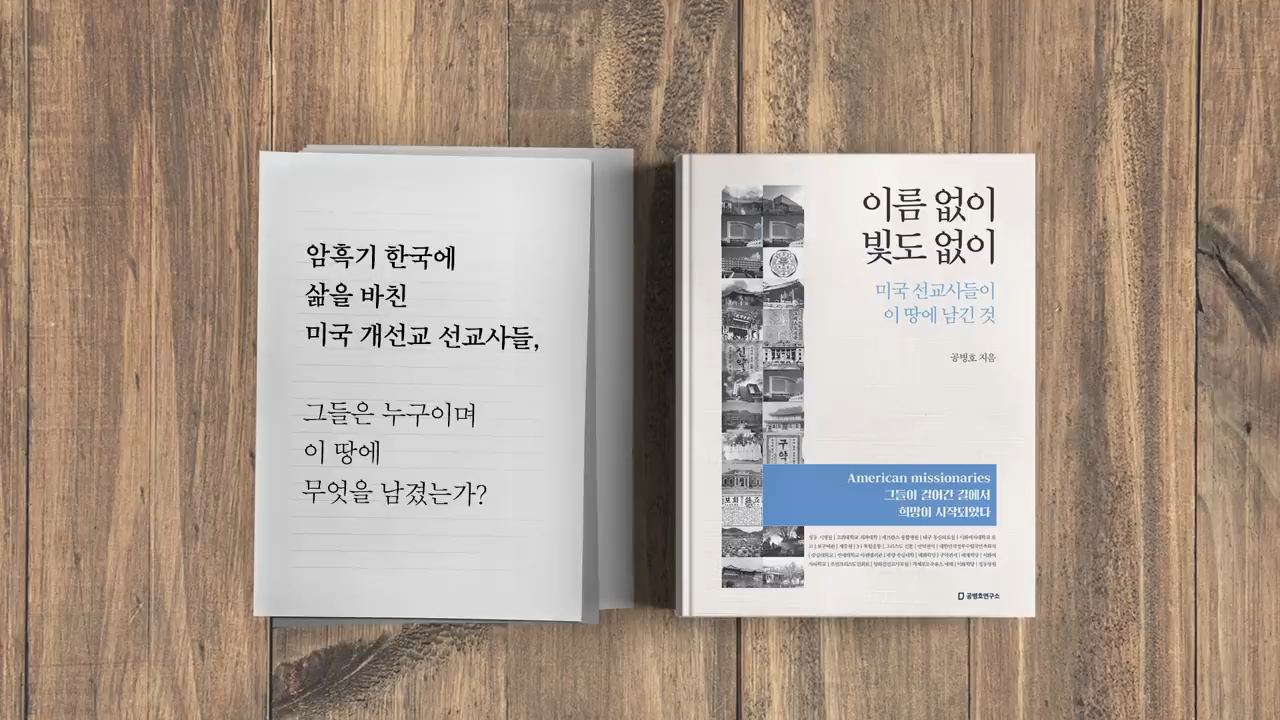 암흑기 한국에
삶을 바친
미국 개선교 선교사들,
그들은 누구이며
이 땅에
무엇을 남겼는가?
이름 없이
빛도 없이
미국 선교사들이
이 땅에 남긴 것
공병호 지음
구약
American missionaries
그들이 걸어간 길에서
희망이 시작되었다
공병호연구소